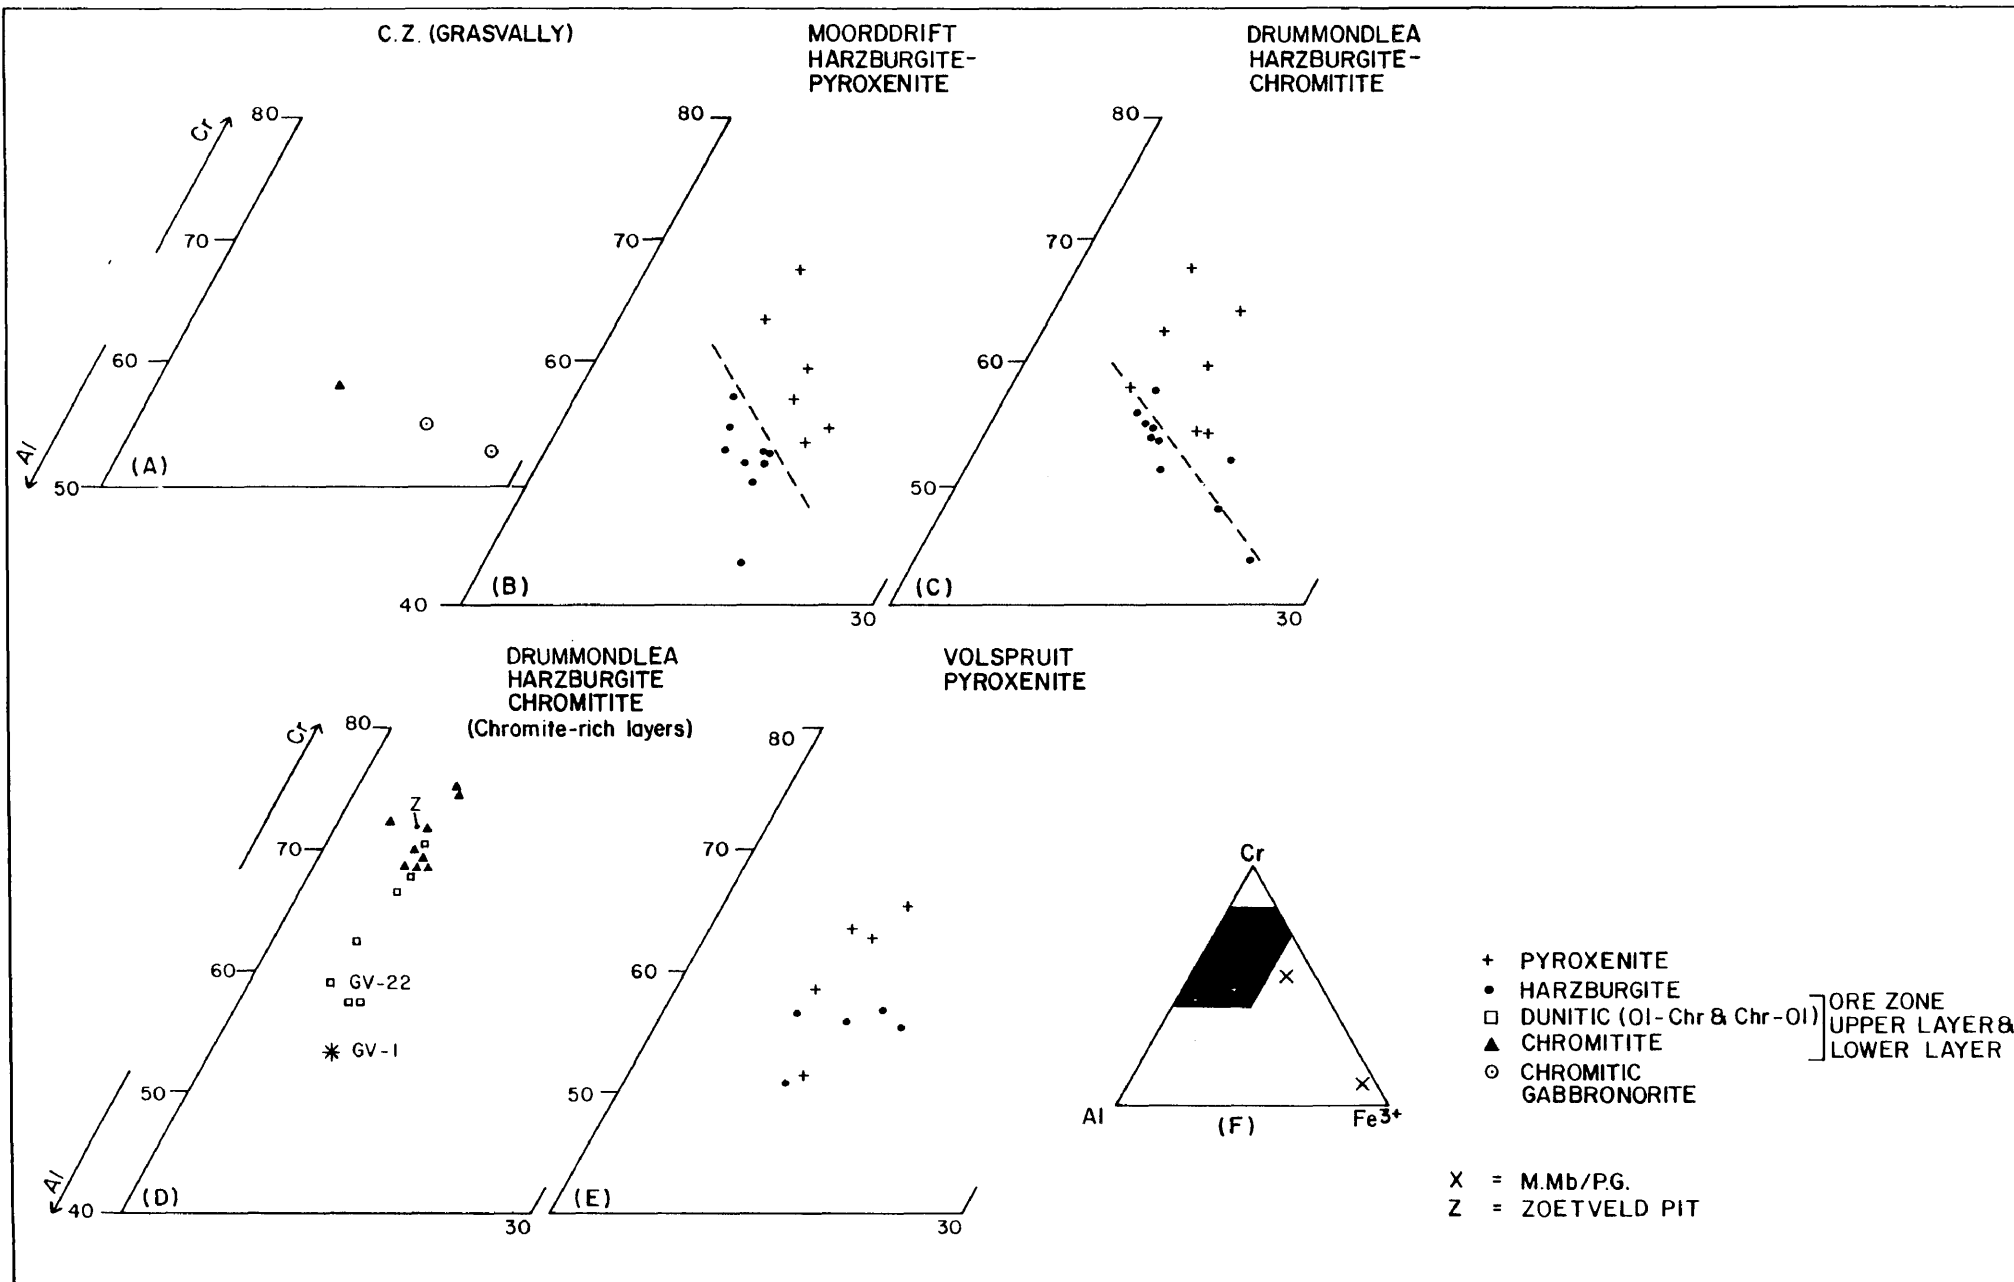 C.Z. (GRASVALLY)
MOORDDRIFT
HARZBURGITE-
PYROXENITE
DRUMMONDLEA
HARZBURGITE-
CHROMITITE
Cr
80
70
60
50
Al
(A)
80
70
60
40
(B)
30
80
70
60
50
(C)
30
DRUMMONDLEA
HARZBURGITE
CHROMITITE
(Chromite-rich layers)
VOLSPRUIT
PYROXENITE
Cr
80
Z
70
60
GV-22
GV-1
50
Al
40
(D)
30
80
70
60
50
(E)
30
Cr
Al
Fe3+
(F)
+ PYROXENITE
• HARZBURGITE
□ DUNITIC (Ol-Chr & Chr-Ol)
▲ CHROMITITE
ORE ZONE
UPPER LAYER &
LOWER LAYER
⊙ CHROMITIC
GABBRONORITE
X = M.Mb/P.G.
Z = ZOETVELD PIT